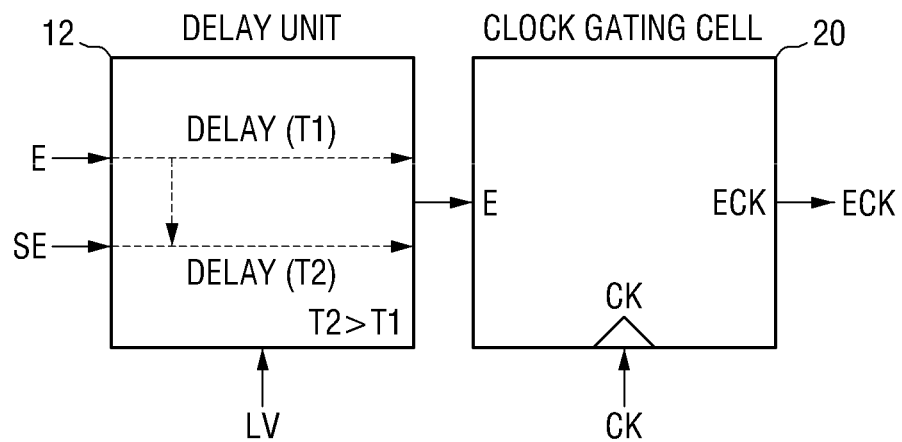 12
DELAY UNIT
CLOCK GATING CELL
20
DELAY (T1)
E
E
ECK
ECK
SE
DELAY (T2)
T2>T1
CK
LV
CK